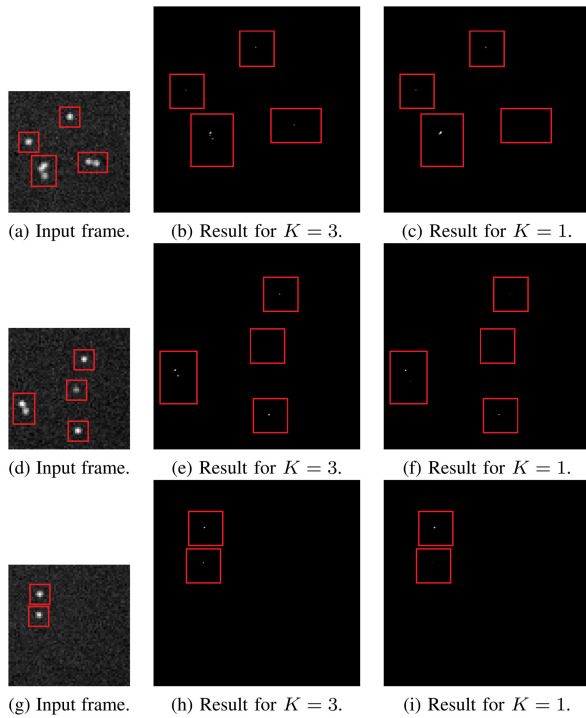 (a) Input frame. (b) Result for K = 3. (c) Result for K = 1.
(d) Input frame. (e) Result for K = 3. (f) Result for K = 1.
(g) Input frame. (h) Result for K = 3. (i) Result for K = 1.